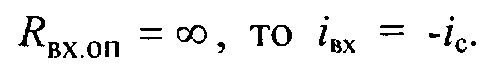 R_вх.оп = ∞, то i_вх = -i_с.